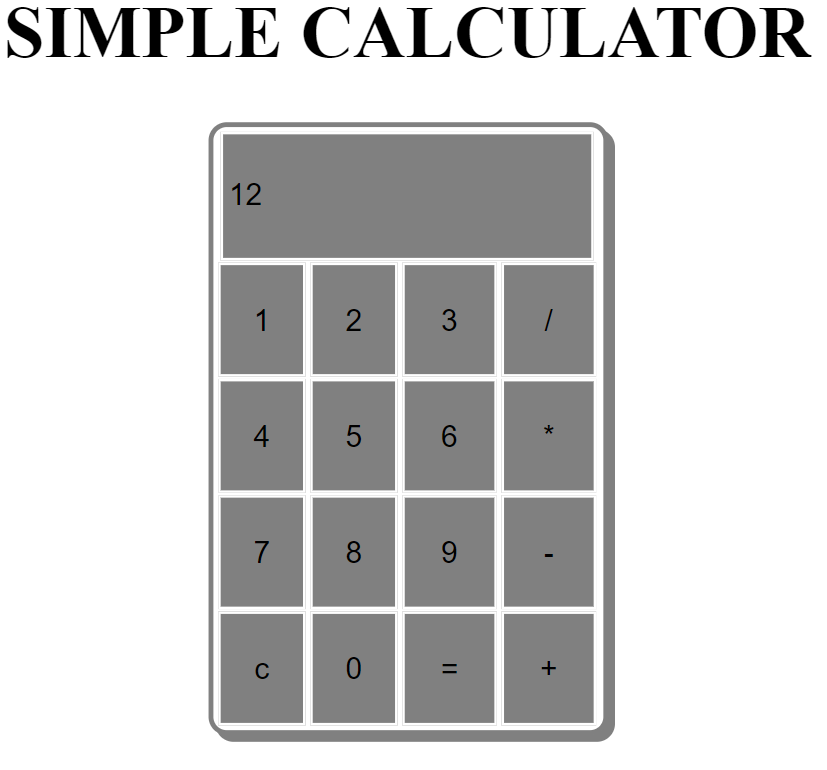 SIMPLE CALCULATOR
12
1 2 3 /
4 5 6 *
7 8 9 -
c 0 = +